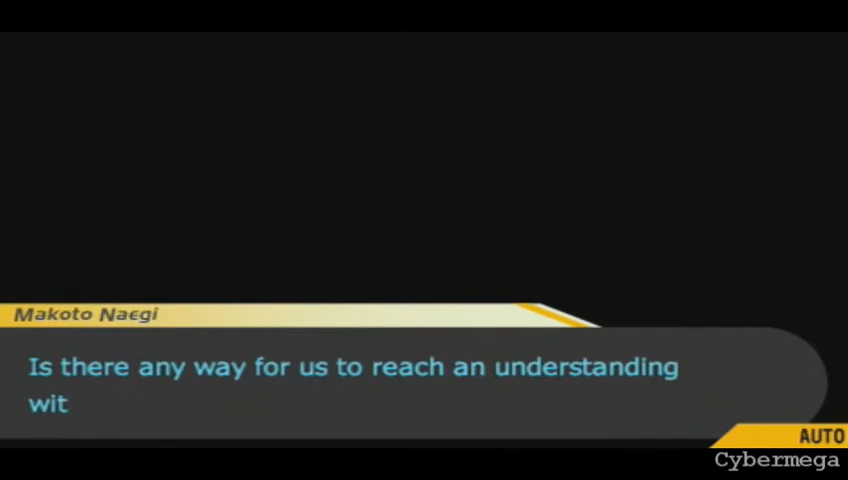 Makoto Naegi
Is there any way for us to reach an understanding
wit
AUTO
Cybermega